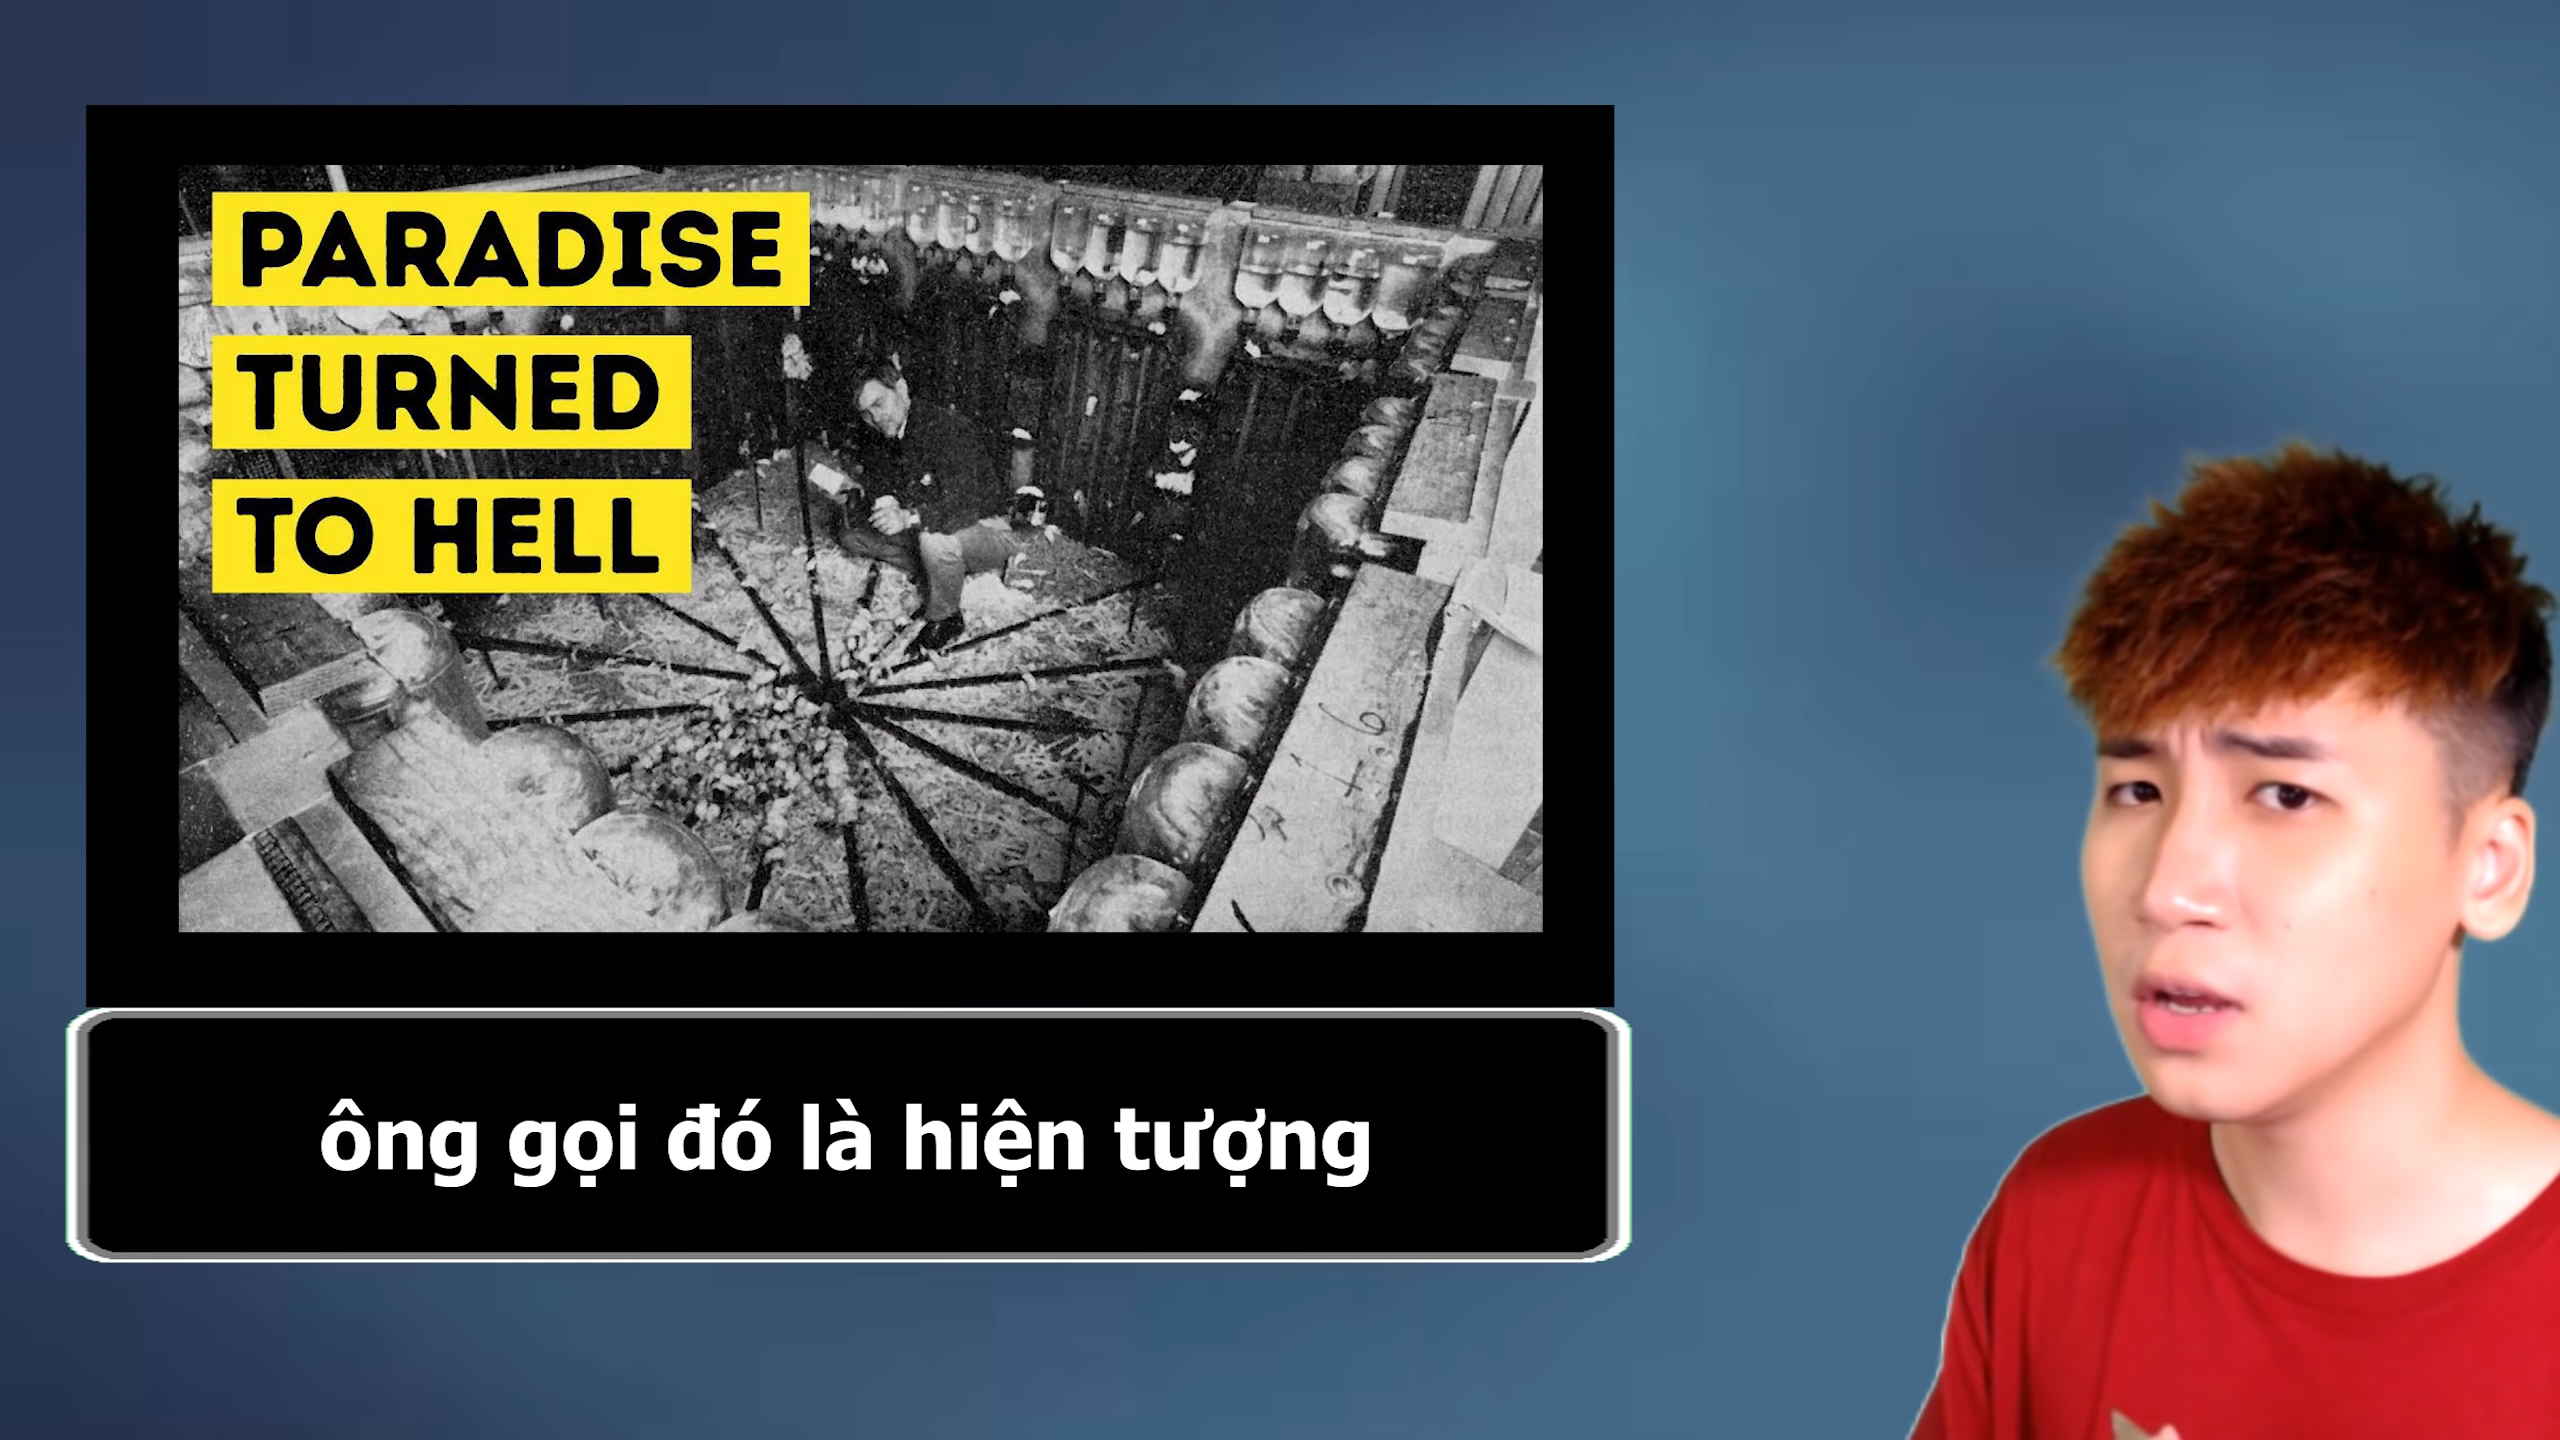 PARADISE
TURNED
TO HELL
ông gọi đó là hiện tượng